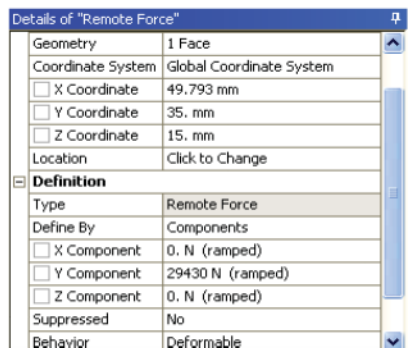 Details of "Remote Force"
Geometry 1 Face
Coordinate System Global Coordinate System
X Coordinate 49.793 mm
Y Coordinate 35. mm
Z Coordinate 15. mm
Location Click to Change
Definition
Type Remote Force
Define By Components
X Component 0. N (ramped)
Y Component 29430 N (ramped)
Z Component 0. N (ramped)
Suppressed No
Behavior Deformable